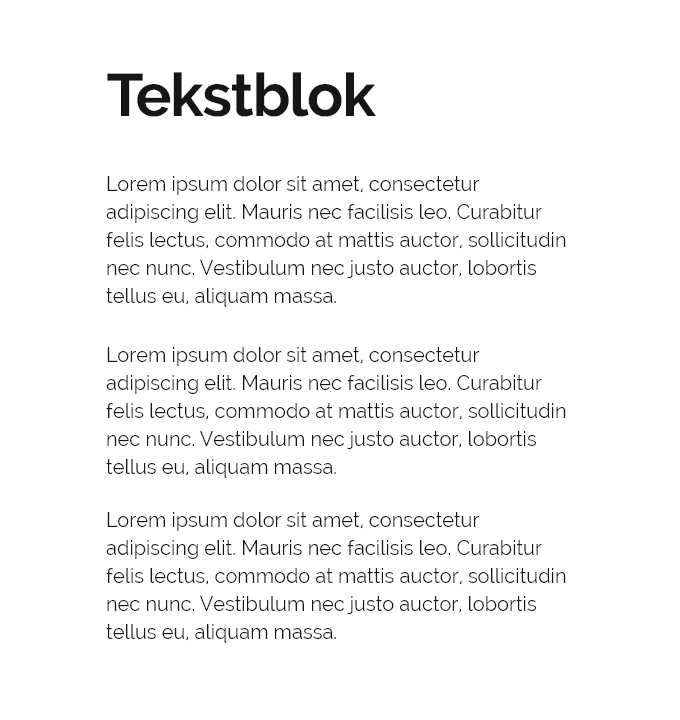 Tekstblok
Lorem ipsum dolor sit amet, consectetur
adipiscing elit. Mauris nec facilisis leo. Curabitur
felis lectus, commodo at mattis auctor, sollicitudin
nec nunc. Vestibulum nec justo auctor, lobortis
tellus eu, aliquam massa.
Lorem ipsum dolor sit amet, consectetur
adipiscing elit. Mauris nec facilisis leo. Curabitur
felis lectus, commodo at mattis auctor, sollicitudin
nec nunc. Vestibulum nec justo auctor, lobortis
tellus eu, aliquam massa.
Lorem ipsum dolor sit amet, consectetur
adipiscing elit. Mauris nec facilisis leo. Curabitur
felis lectus, commodo at mattis auctor, sollicitudin
nec nunc. Vestibulum nec justo auctor, lobortis
tellus eu, aliquam massa.